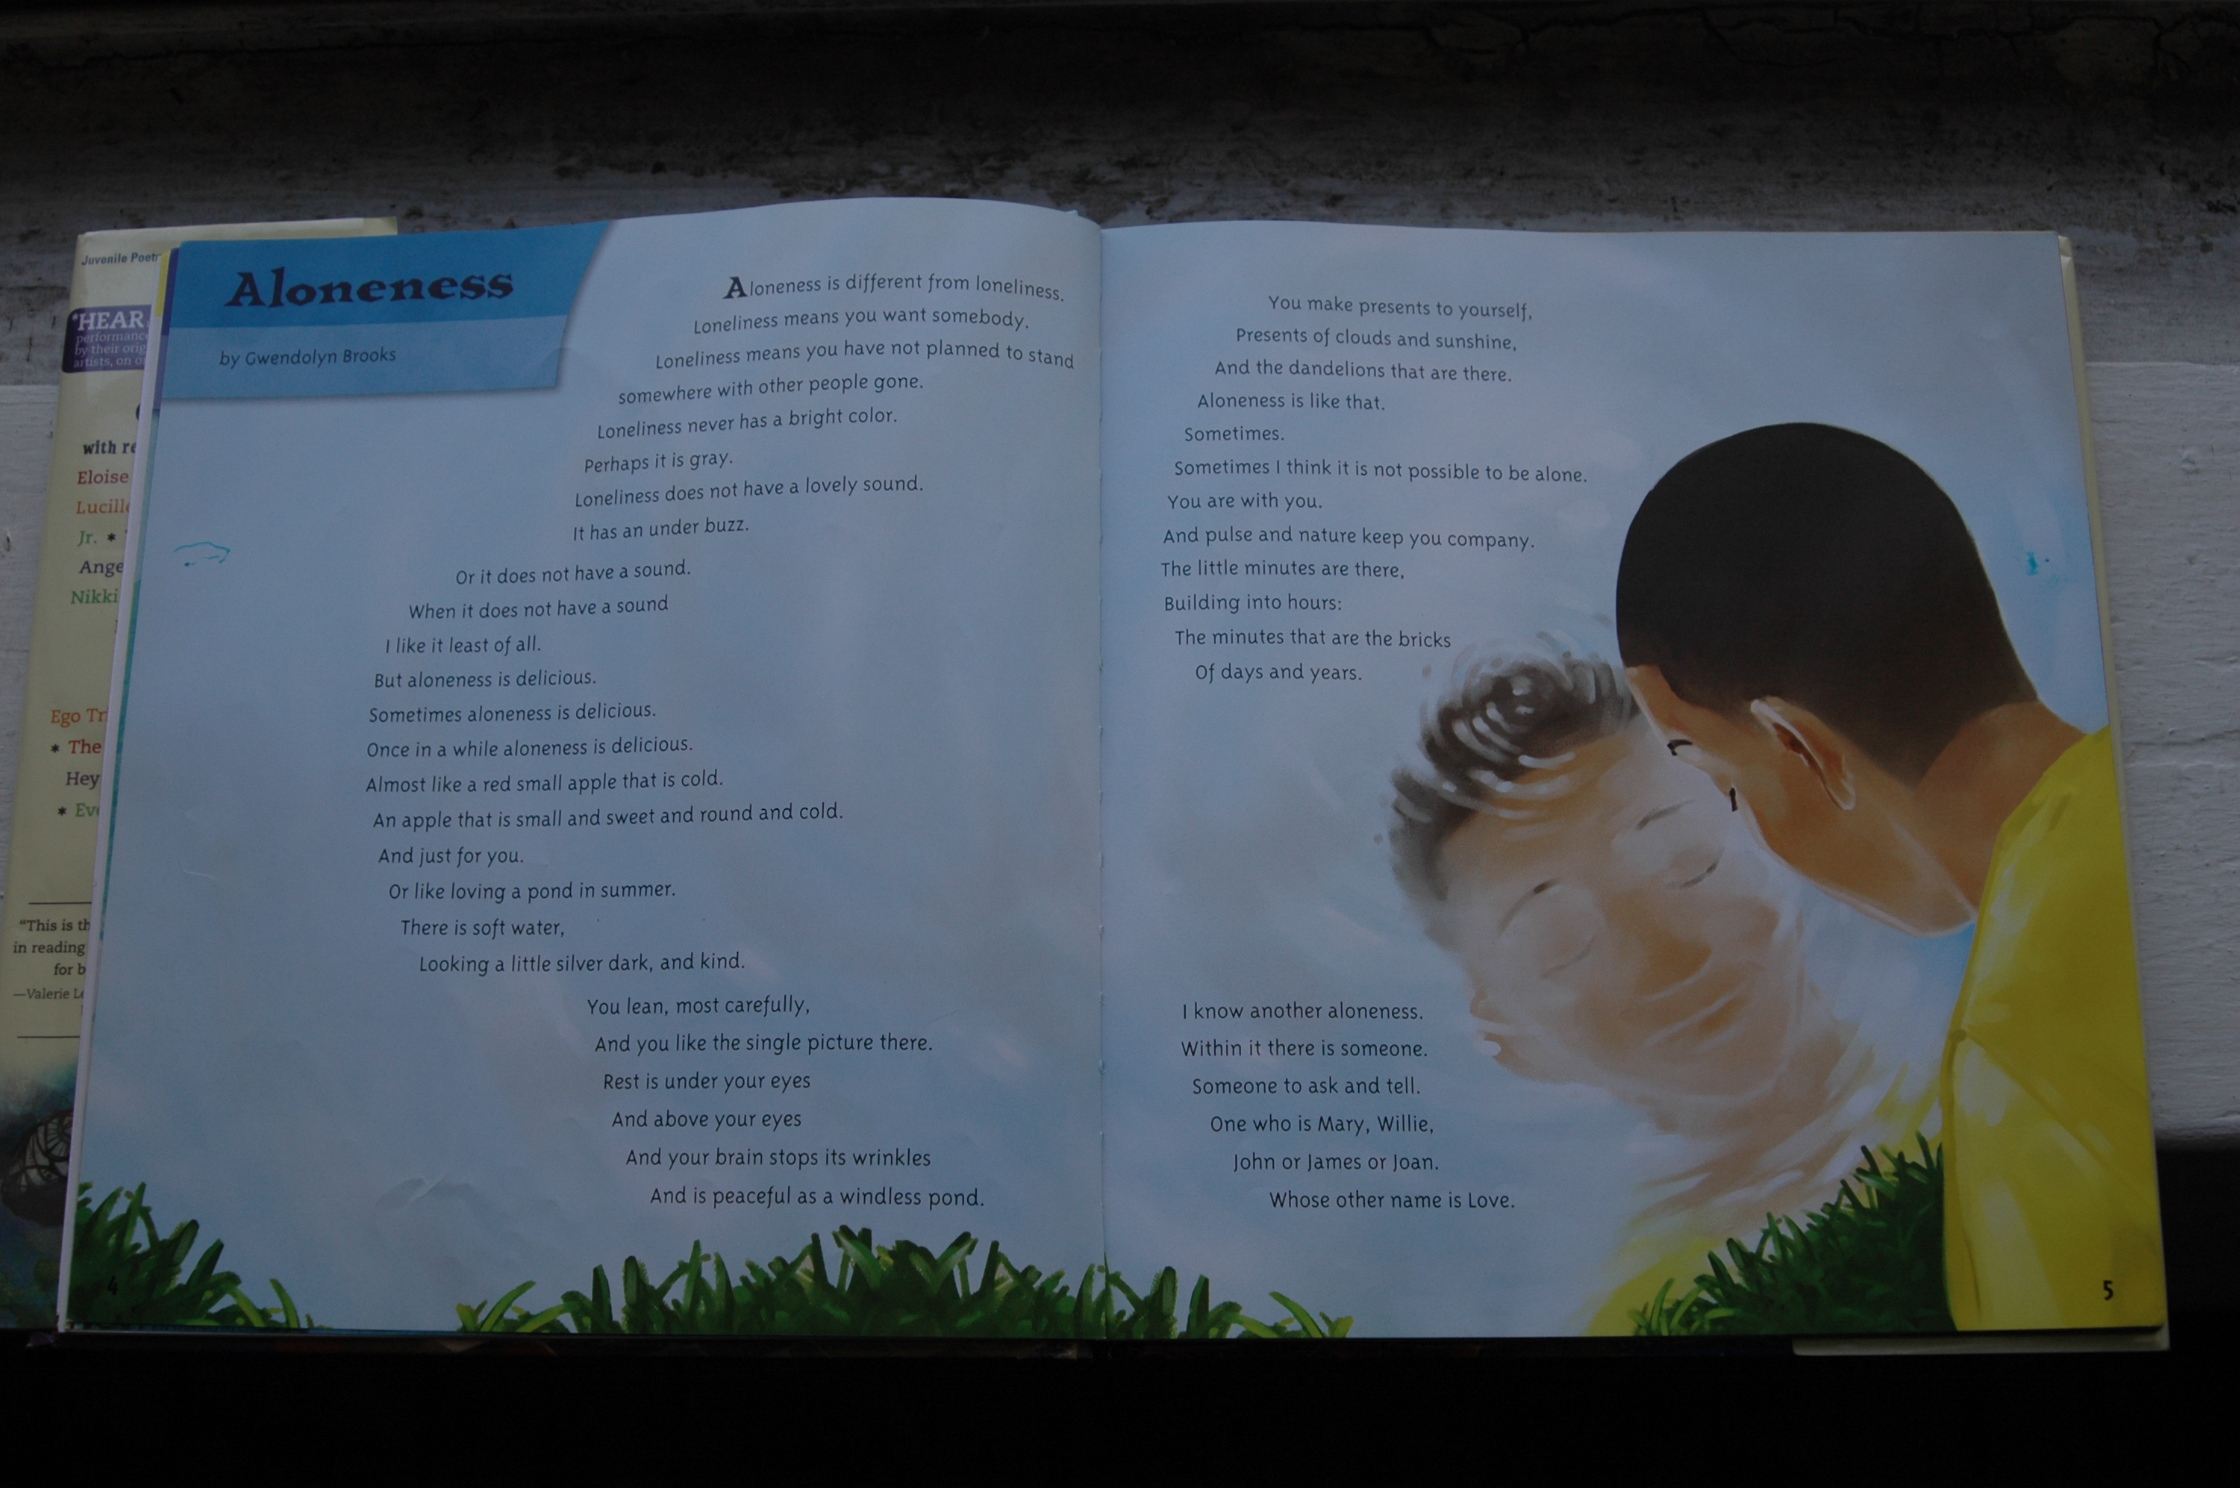 Juvenile Poetr
*HEAR
performance
by their orig
artists, on
with re
Eloise
Lucille
Jr. *
Ange
Nikki
Ego Tr
* The
Hey
* Eve
"This is th
in reading
for b
—Valerie Le
Aloneness
by Gwendolyn Brooks
Aloneness is different from loneliness.
Loneliness means you want somebody.
Loneliness means you have not planned to stand
somewhere with other people gone.
Loneliness never has a bright color.
Perhaps it is gray.
Loneliness does not have a lovely sound.
It has an under buzz.
Or it does not have a sound.
When it does not have a sound
I like it least of all.
But aloneness is delicious.
Sometimes aloneness is delicious.
Once in a while aloneness is delicious.
Almost like a red small apple that is cold.
An apple that is small and sweet and round and cold.
And just for you.
Or like loving a pond in summer.
There is soft water,
Looking a little silver dark, and kind.
You lean, most carefully,
And you like the single picture there.
Rest is under your eyes
And above your eyes
And your brain stops its wrinkles
And is peaceful as a windless pond.
4
You make presents to yourself,
Presents of clouds and sunshine,
And the dandelions that are there.
Aloneness is like that.
Sometimes.
Sometimes I think it is not possible to be alone.
You are with you.
And pulse and nature keep you company.
The little minutes are there,
Building into hours:
The minutes that are the bricks
Of days and years.
I know another aloneness.
Within it there is someone.
Someone to ask and tell.
One who is Mary, Willie,
John or James or Joan.
Whose other name is Love.
5